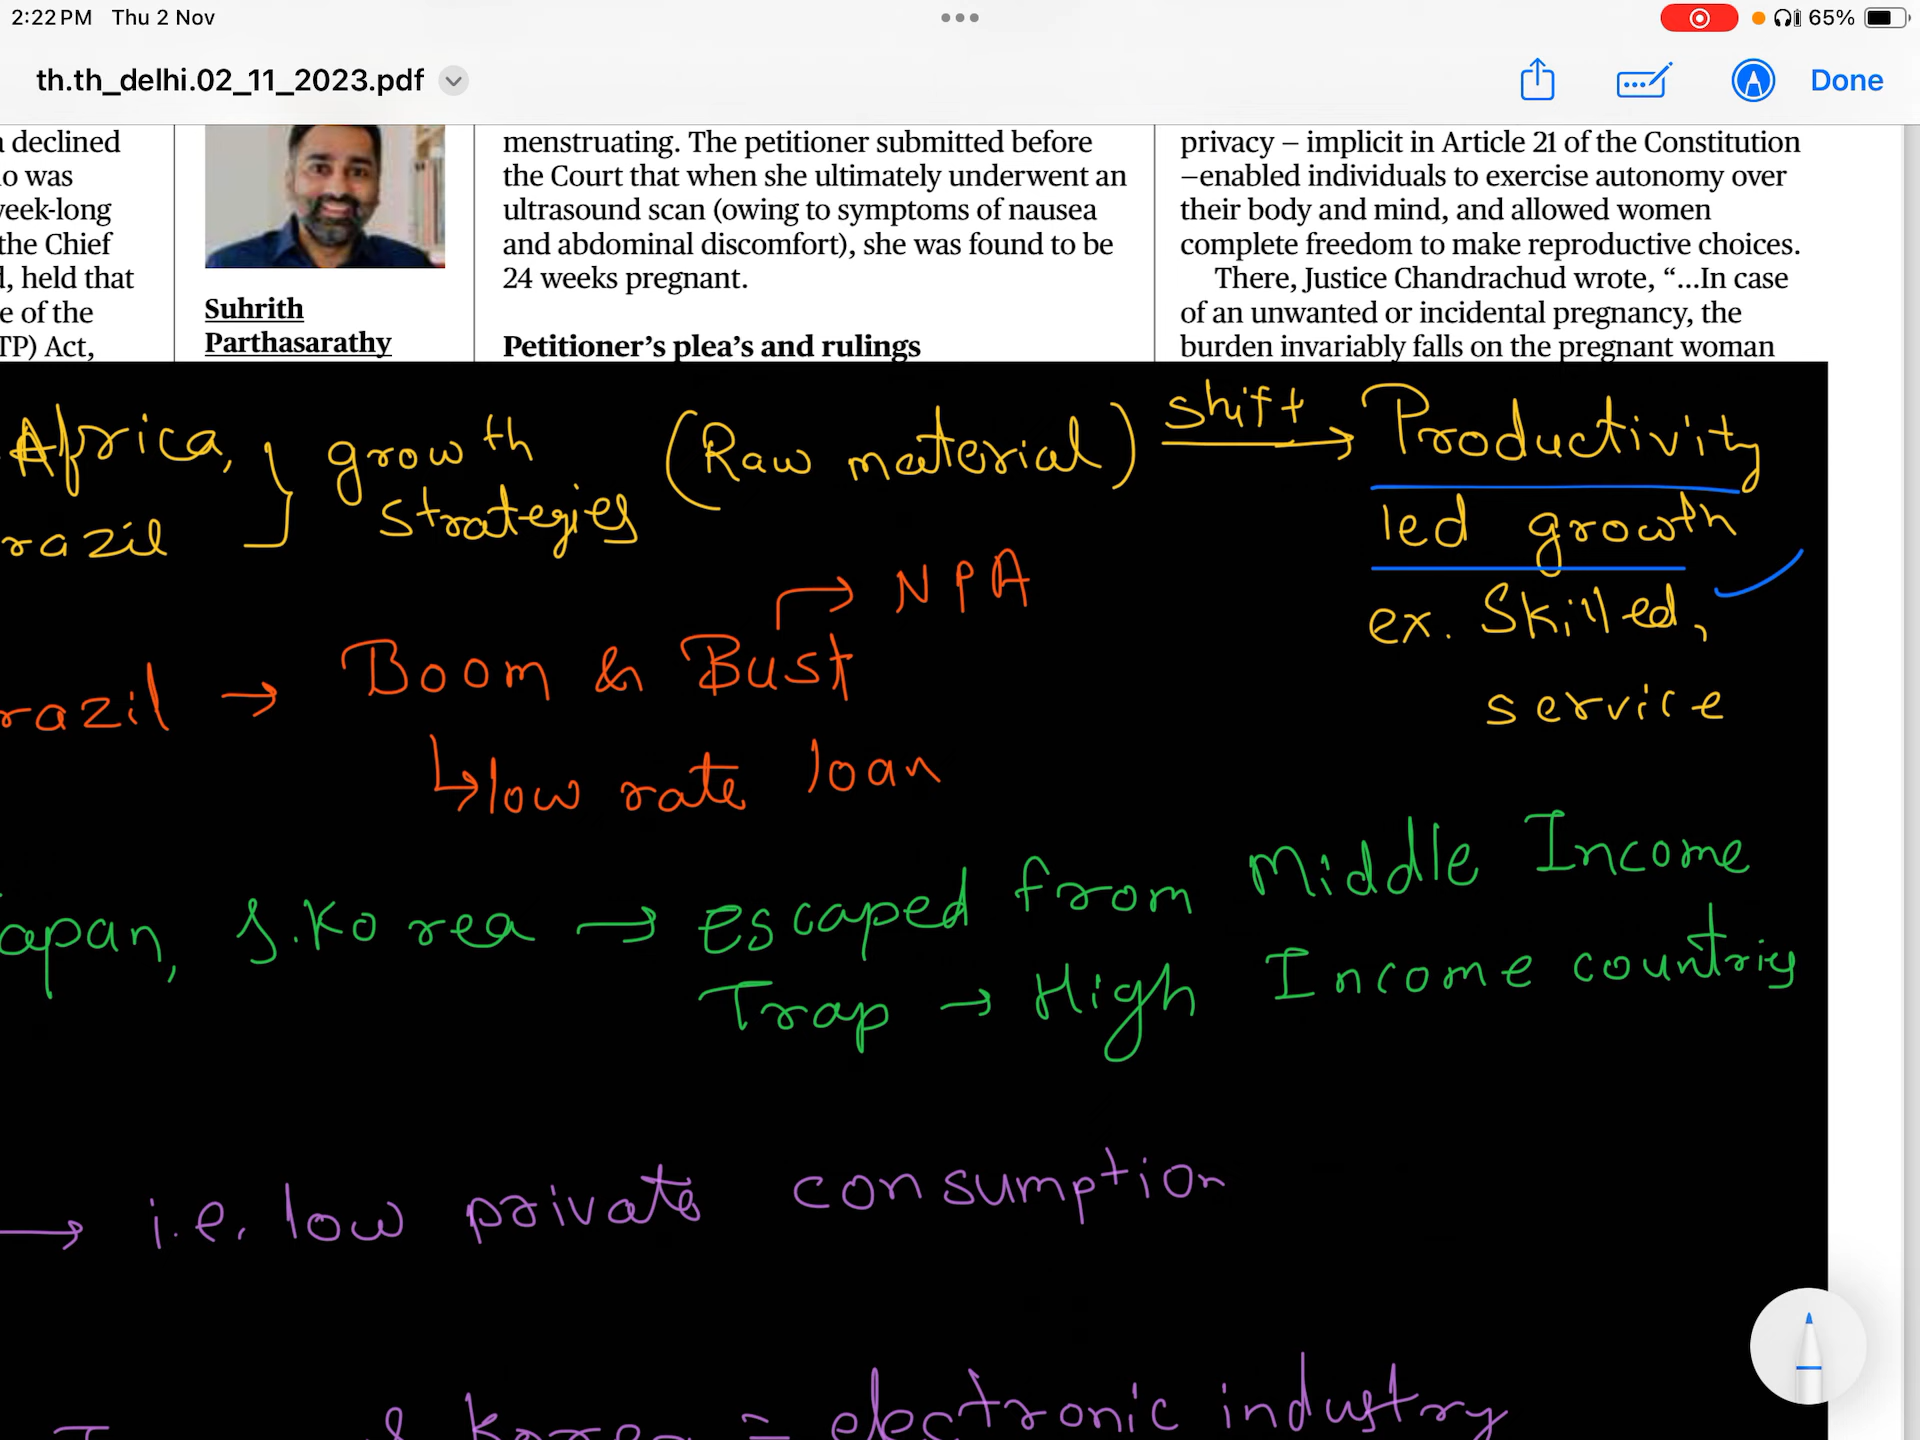 2:22 PM Thu 2 Nov
65%
th.th_delhi.02_11_2023.pdf
Done
declined
was
week-long
the Chief
held that
e of the
TP) Act,
Suhrith
Parthasarathy
menstruating. The petitioner submitted before
the Court that when she ultimately underwent an
ultrasound scan (owing to symptoms of nausea
and abdominal discomfort), she was found to be
24 weeks pregnant.
Petitioner's plea's and rulings
privacy – implicit in Article 21 of the Constitution
–enabled individuals to exercise autonomy over
their body and mind, and allowed women
complete freedom to make reproductive choices.
There, Justice Chandrachud wrote, “...In case
of an unwanted or incidental pregnancy, the
burden invariably falls on the pregnant woman
Africa, } growth (Raw material) shift → Productivity
razil strategies led growth
ex. Skilled,
service
NPA
razil → Boom & Bust
↳ low rate loan
apan, S.Korea → escaped from Middle Income
Trap → High Income countries
→ i.e. low private consumption
S Korea = electronic industry